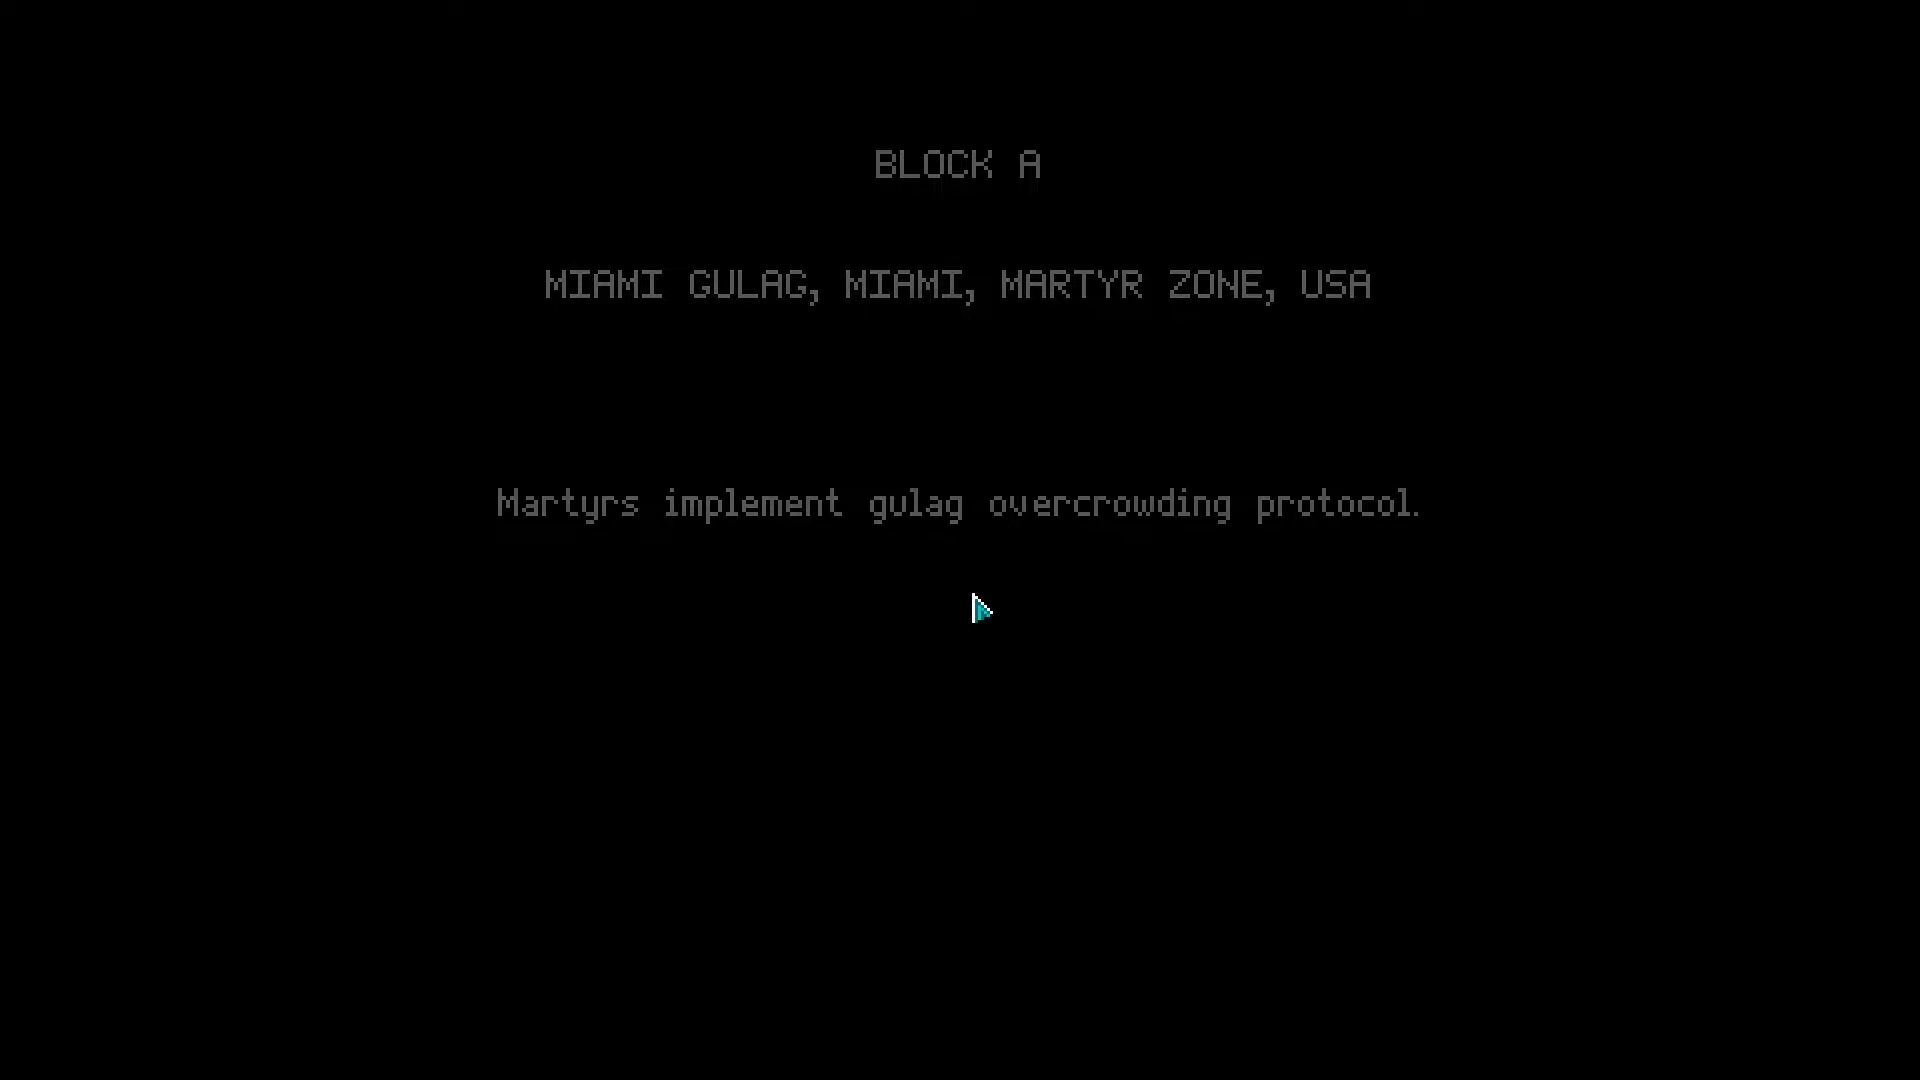 BLOCK A
MIAMI GULAG, MIAMI, MARTYR ZONE, USA
Martyrs implement gulag overcrowding protocol.